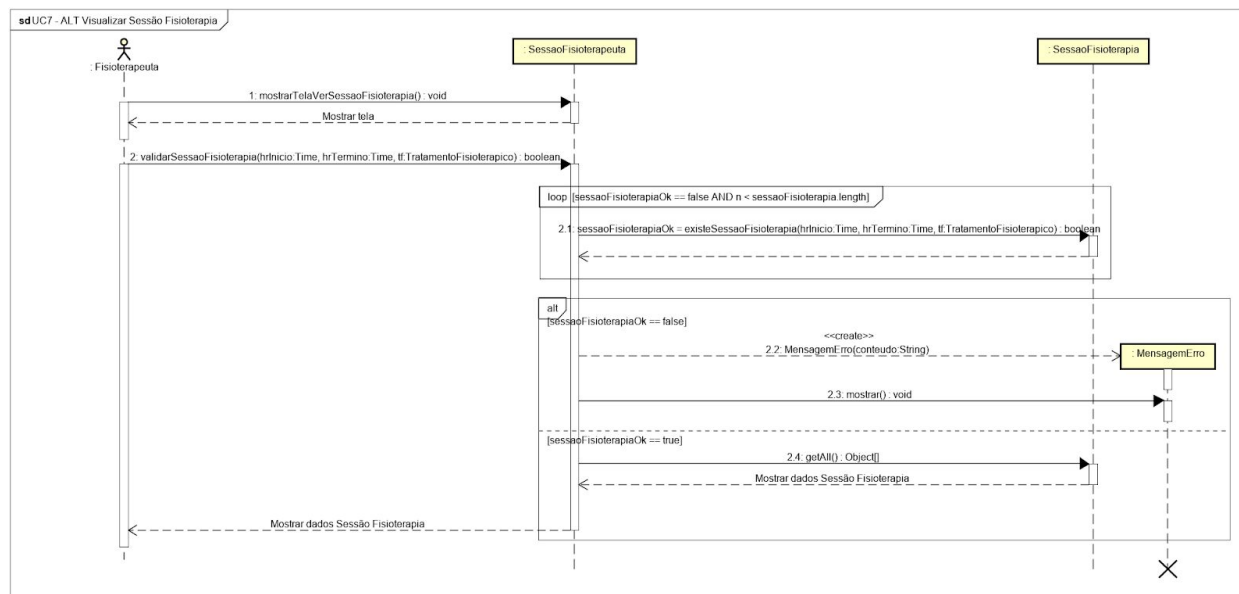 sd UC7 - ALT Visualizar Sessão Fisioterapia
: Fisioterapeuta
: SessaoFisioterapeuta
: SessaoFisioterapia
1: mostrarTelaVerSessaoFisioterapia() : void
Mostrar tela
2: validarSessaoFisioterapia(hrInicio:Time, hrTermino:Time, tf:TratamentoFisioterapico) : boolean
loop [sessaoFisioterapiaOk == false AND n < sessaoFisioterapia.length]
2.1: sessaoFisioterapiaOk = existeSessaoFisioterapia(hrInicio:Time, hrTermino:Time, tf:TratamentoFisioterapico) : boolean
alt
[sessaoFisioterapiaOk == false]
<<create>>
2.2: MensagemErro(conteudo:String)
: MensagemErro
2.3: mostrar() : void
[sessaoFisioterapiaOk == true]
2.4: getAll() : Object[]
Mostrar dados Sessão Fisioterapia
Mostrar dados Sessão Fisioterapia